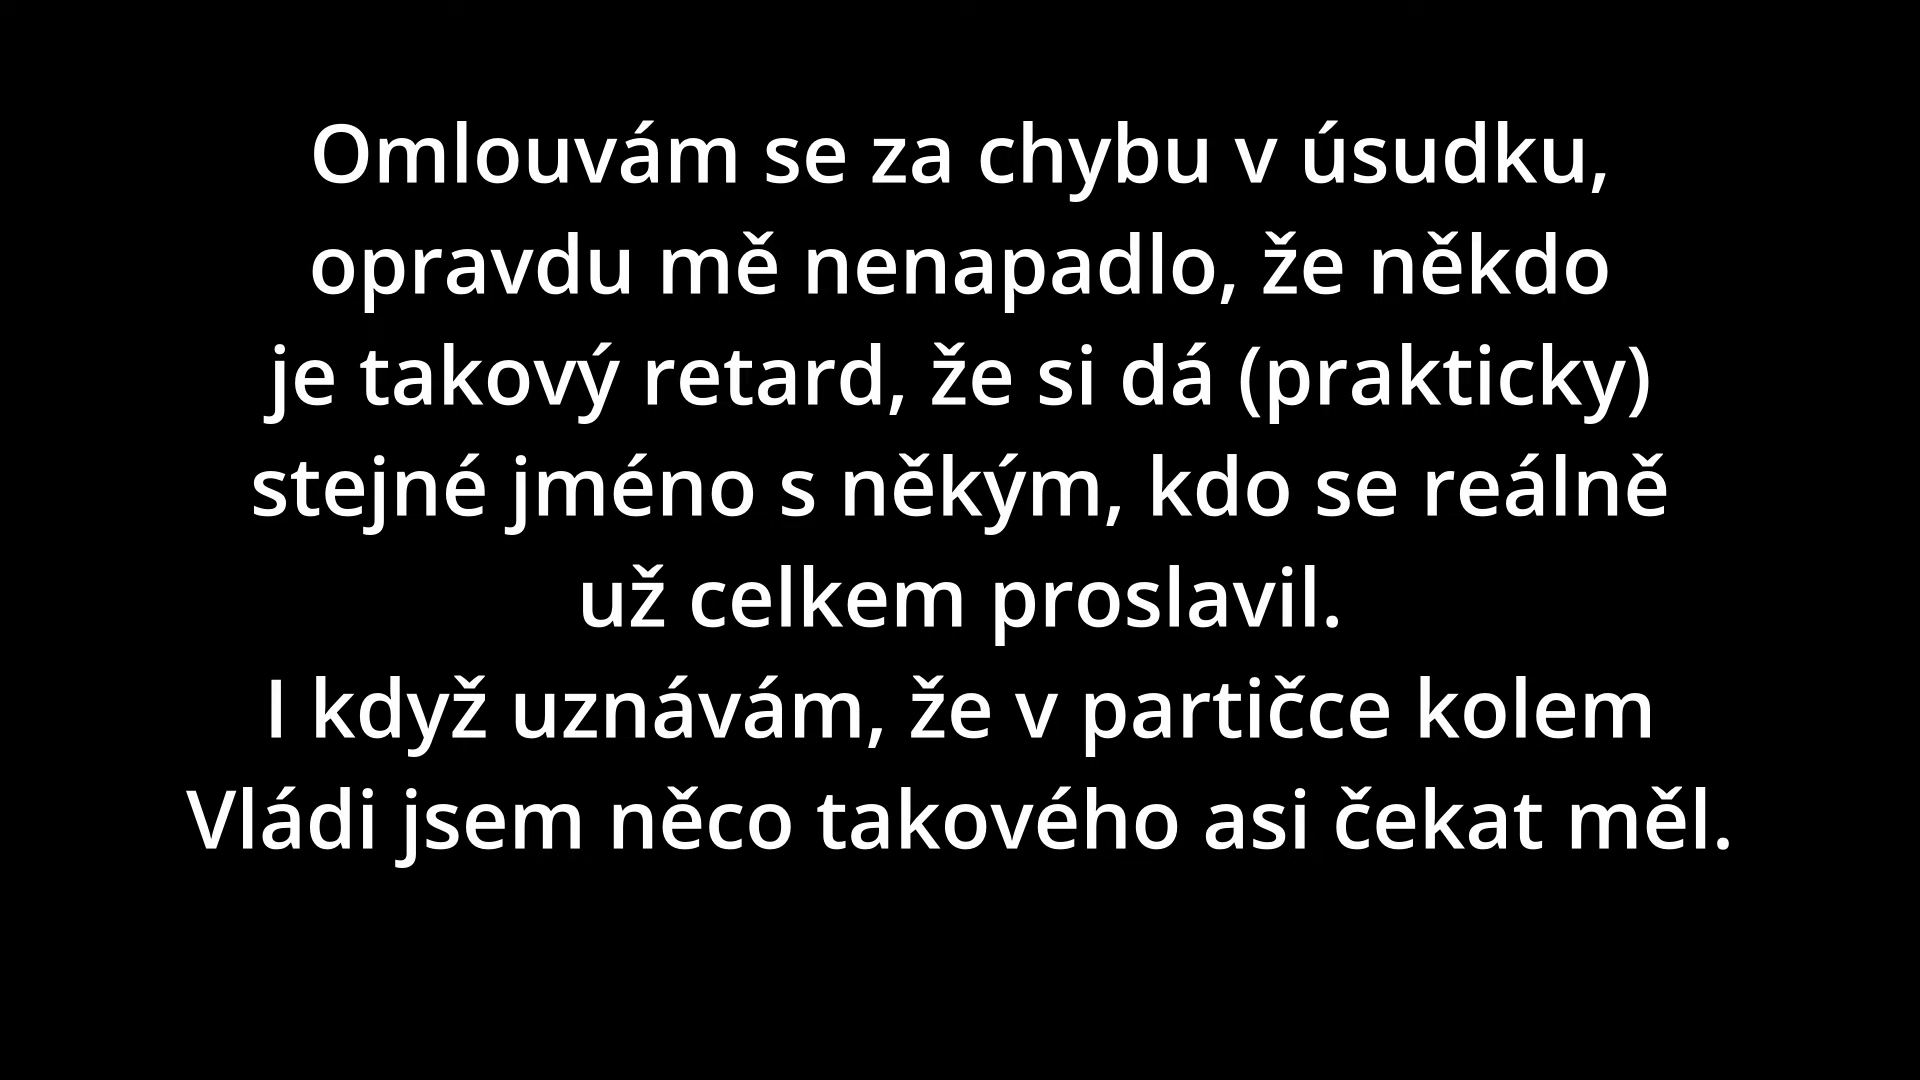 Omlouvám se za chybu v úsudku,
opravdu mě nenapadlo, že někdo
je takový retard, že si dá (prakticky)
stejné jméno s někým, kdo se reálně
už celkem proslavil.
I když uznávám, že v partičce kolem
Vládi jsem něco takového asi čekat měl.